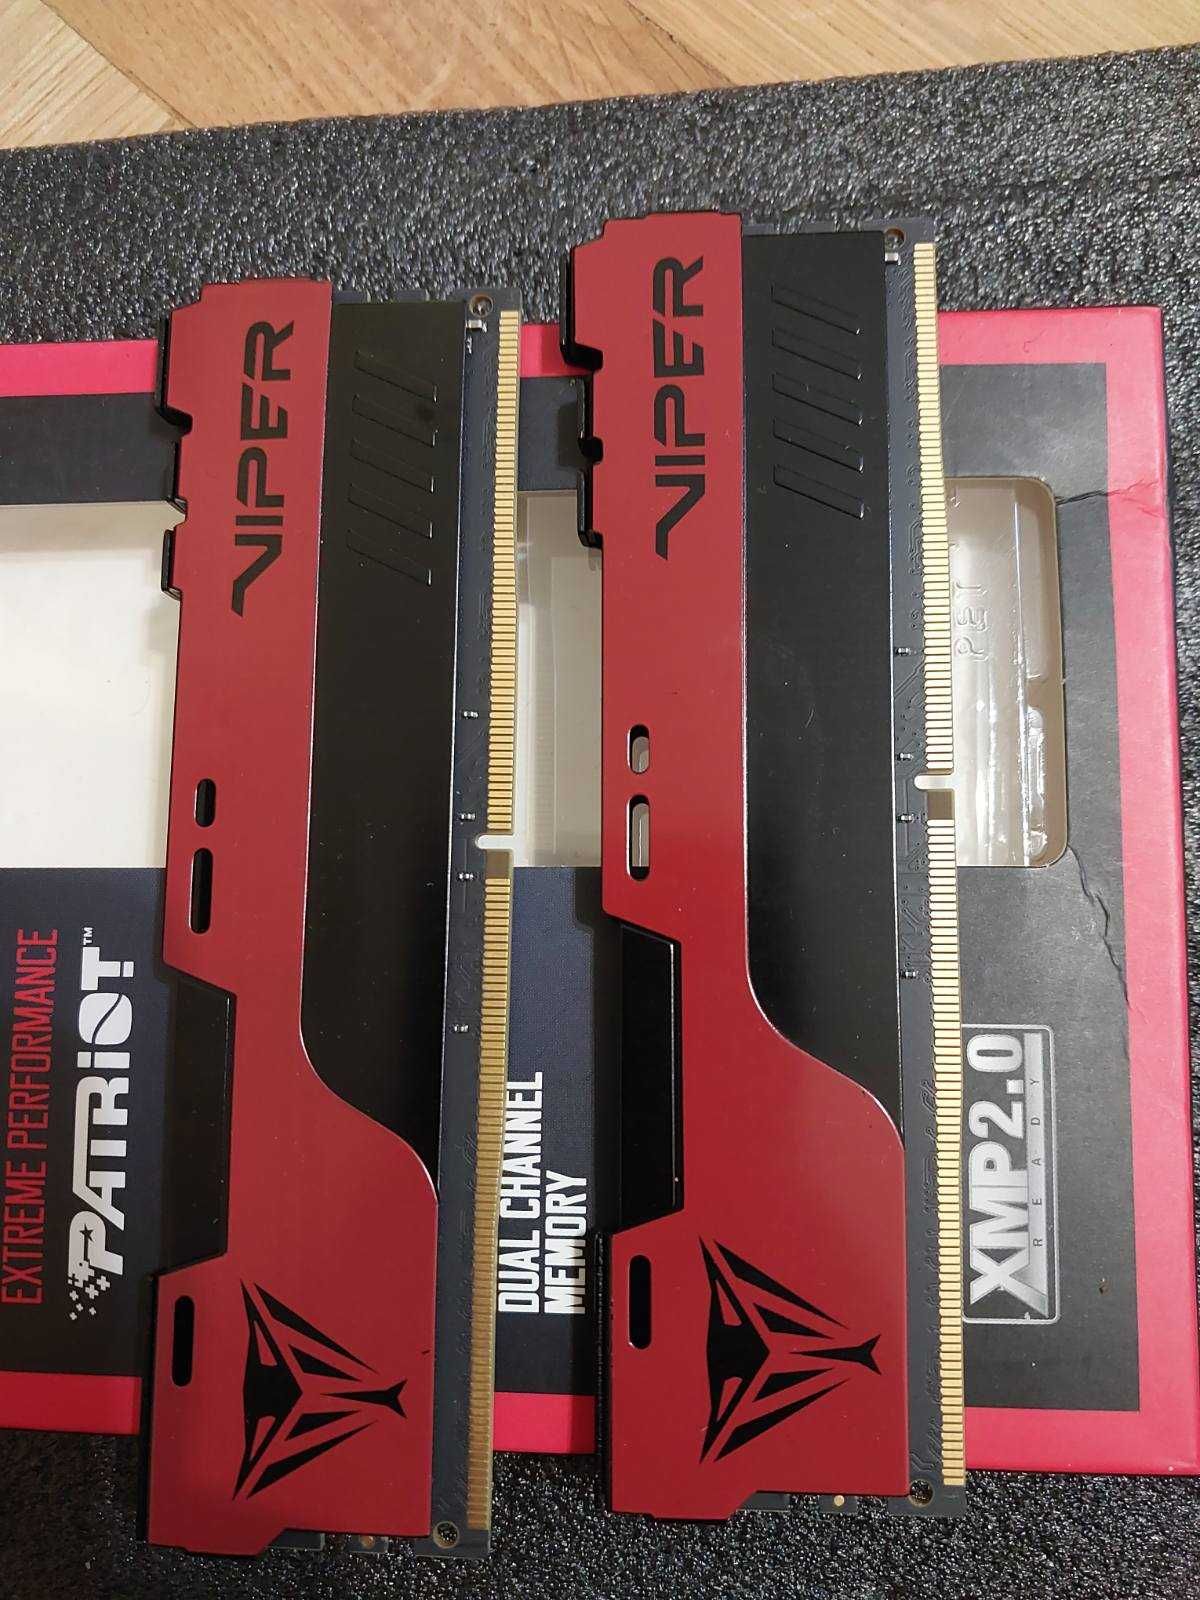 VIPER
VIPER
EXTREME PERFORMANCE
PATRIOT™
DUAL CHANNEL
MEMORY
XMP2.0
READY
PET